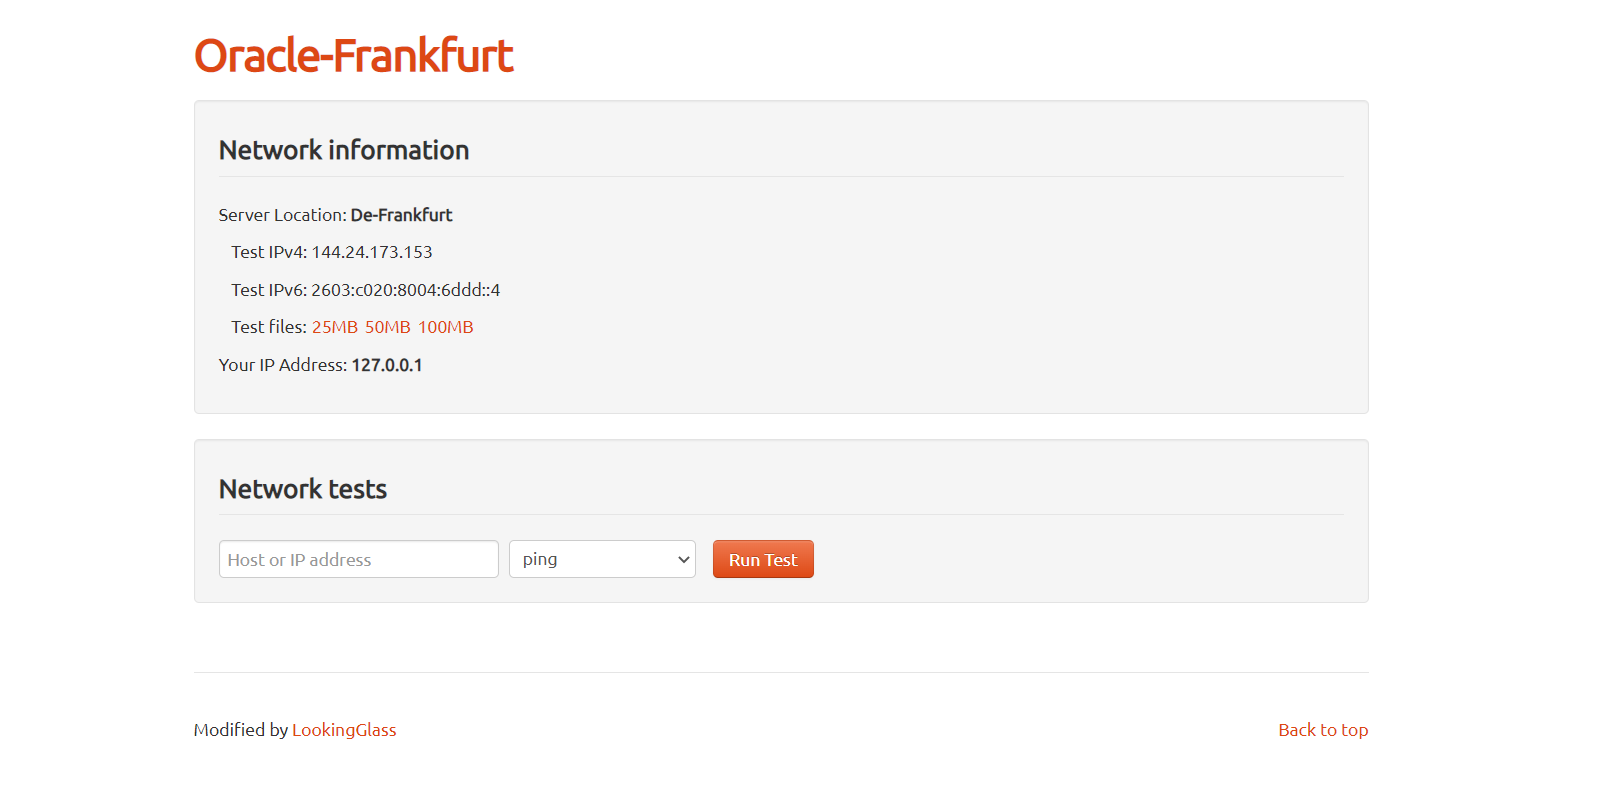 Oracle-Frankfurt
Network information
Server Location: De-Frankfurt
Test IPv4: 144.24.173.153
Test IPv6: 2603:c020:8004:6ddd::4
Test files: 25MB 50MB 100MB
Your IP Address: 127.0.0.1
Network tests
Host or IP address ping Run Test
Modified by LookingGlass Back to top